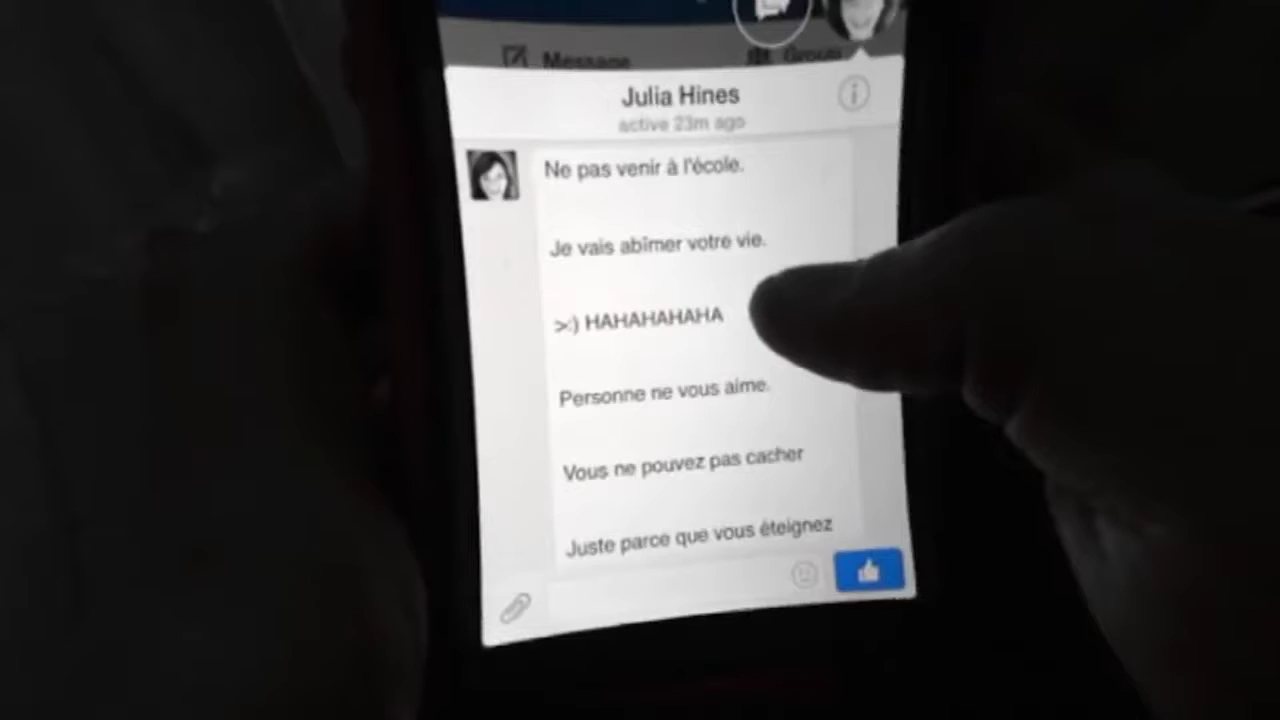 Message
Group
Julia Hines
active 23m ago
Ne pas venir à l'école.
Je vais abîmer votre vie.
>:) HAHAHAHAHA
Personne ne vous aime.
Vous ne pouvez pas cacher
Juste parce que vous éteignez